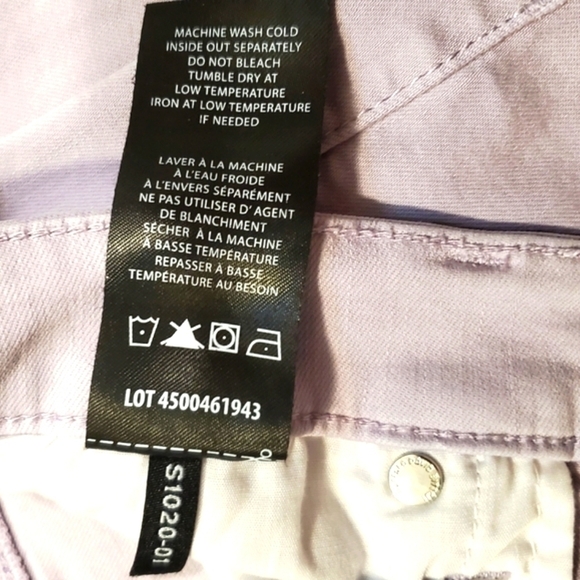 MACHINE WASH COLD
INSIDE OUT SEPARATELY
DO NOT BLEACH
TUMBLE DRY AT
LOW TEMPERATURE
IRON AT LOW TEMPERATURE
IF NEEDED
LAVER À LA MACHINE
À L'EAU FROIDE
À L'ENVERS SÉPARÉMENT
NE PAS UTILISER D'AGENT
DE BLANCHIMENT
SÉCHER À LA MACHINE
À BASSE TEMPÉRATURE
REPASSER À BASSE
TEMPÉRATURE AU BESOIN
LOT 4500461943
S1020-01